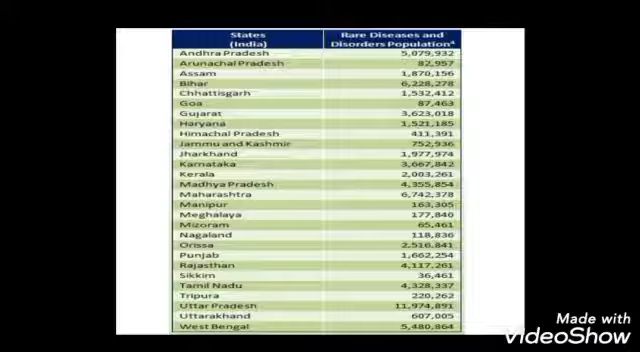 States (India) Rare Diseases and Disorders Population*
Andhra Pradesh 5,079,932
Arunachal Pradesh 82,957
Assam 1,870,156
Bihar 6,228,278
Chhattisgarh 1,532,412
Goa 87,463
Gujarat 3,623,018
Haryana 1,521,185
Himachal Pradesh 411,391
Jammu and Kashmir 752,936
Jharkhand 1,977,974
Karnataka 3,667,842
Kerala 2,003,261
Madhya Pradesh 4,355,854
Maharashtra 6,742,378
Manipur 163,305
Meghalaya 177,840
Mizoram 65,461
Nagaland 118,836
Orissa 2,516,841
Punjab 1,662,254
Rajasthan 4,117,261
Sikkim 36,461
Tamil Nadu 4,328,337
Tripura 220,262
Uttar Pradesh 11,974,891
Uttarakhand 607,005
West Bengal 5,480,864
Made with
VideoShow